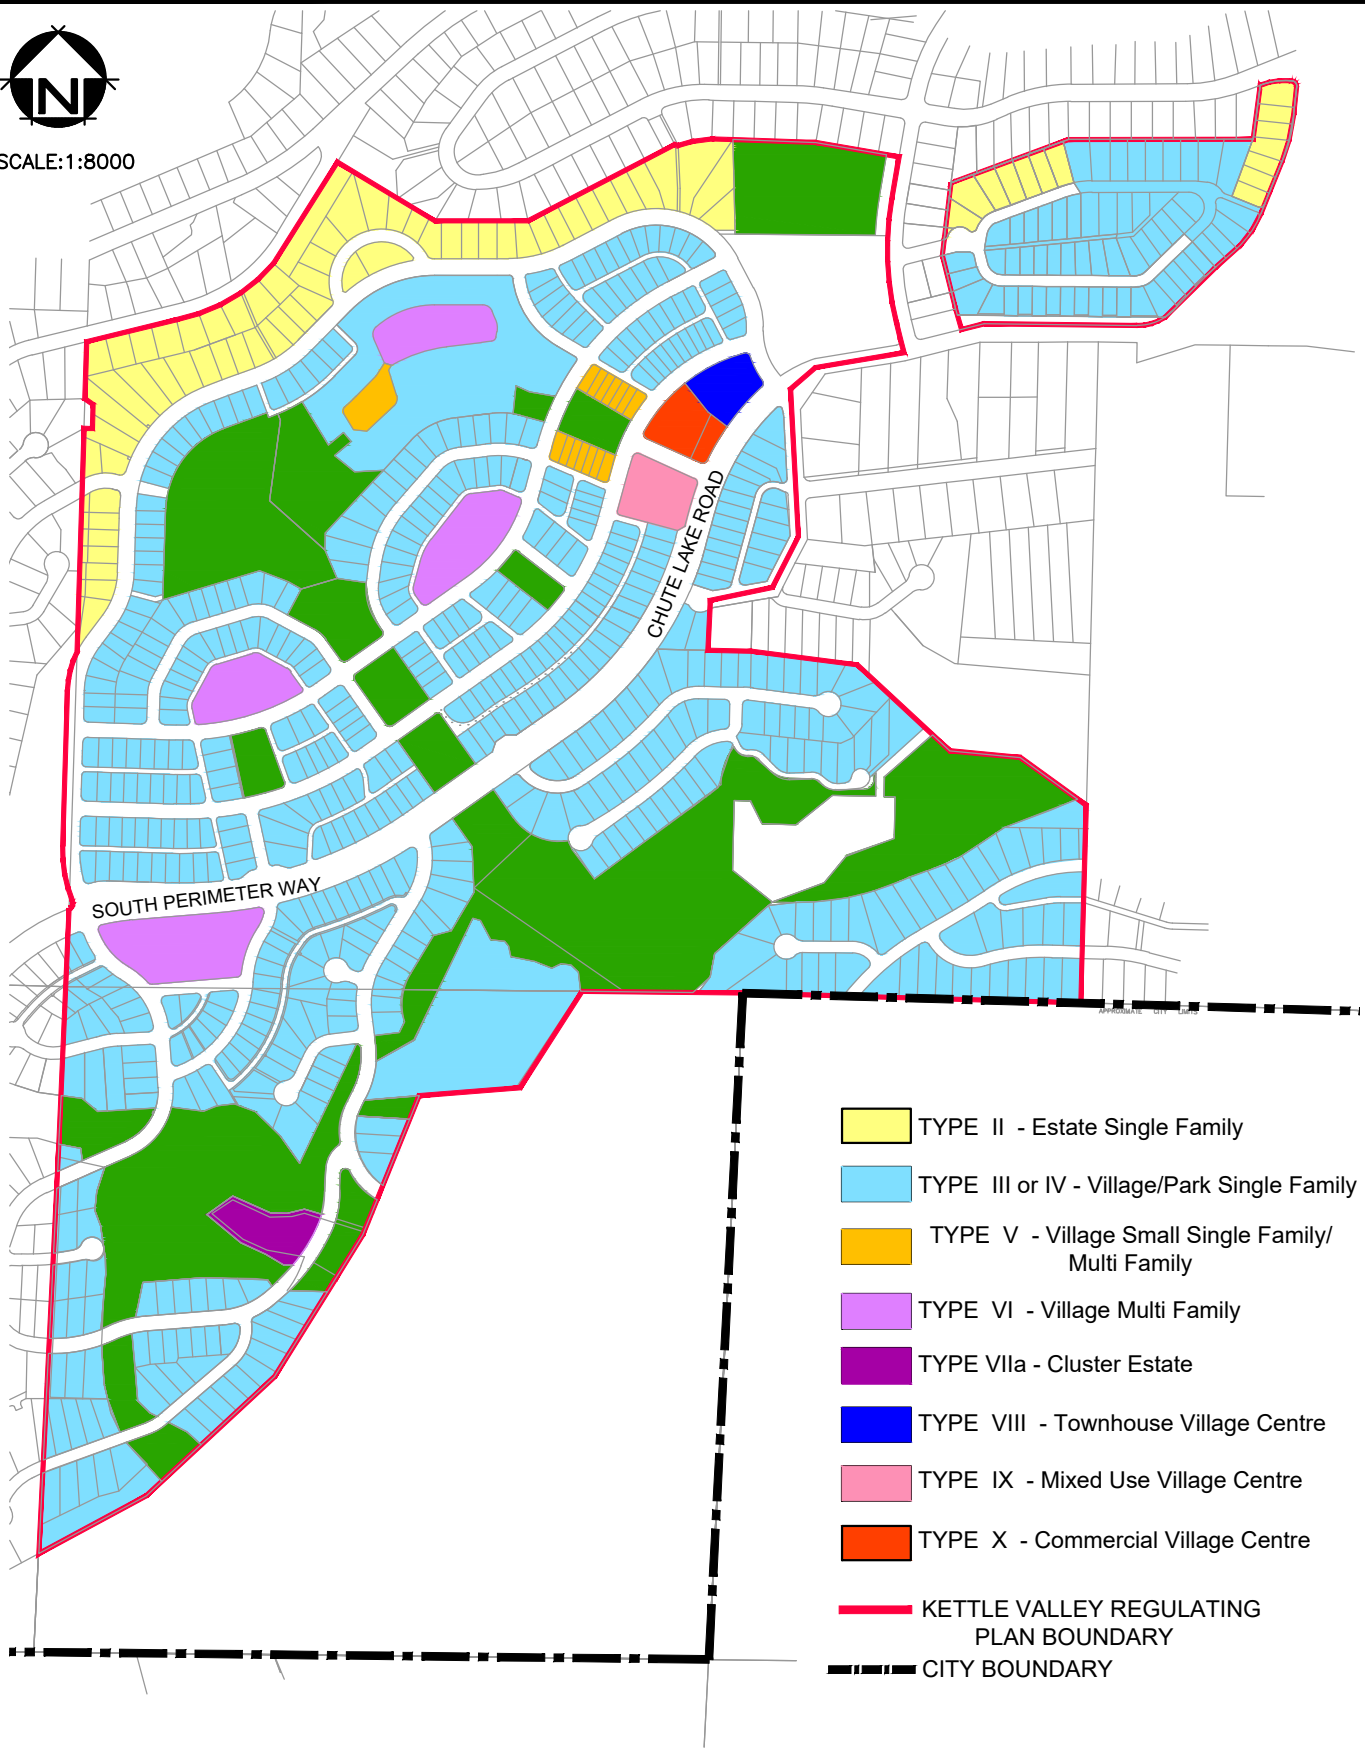 N
SCALE:1:8000
CHUTE LAKE ROAD
SOUTH PERIMETER WAY
APPROXIMATE CITY LIMITS
TYPE II - Estate Single Family
TYPE III or IV - Village/Park Single Family
TYPE V - Village Small Single Family/
Multi Family
TYPE VI - Village Multi Family
TYPE VIIa - Cluster Estate
TYPE VIII - Townhouse Village Centre
TYPE IX - Mixed Use Village Centre
TYPE X - Commercial Village Centre
KETTLE VALLEY REGULATING
PLAN BOUNDARY
CITY BOUNDARY